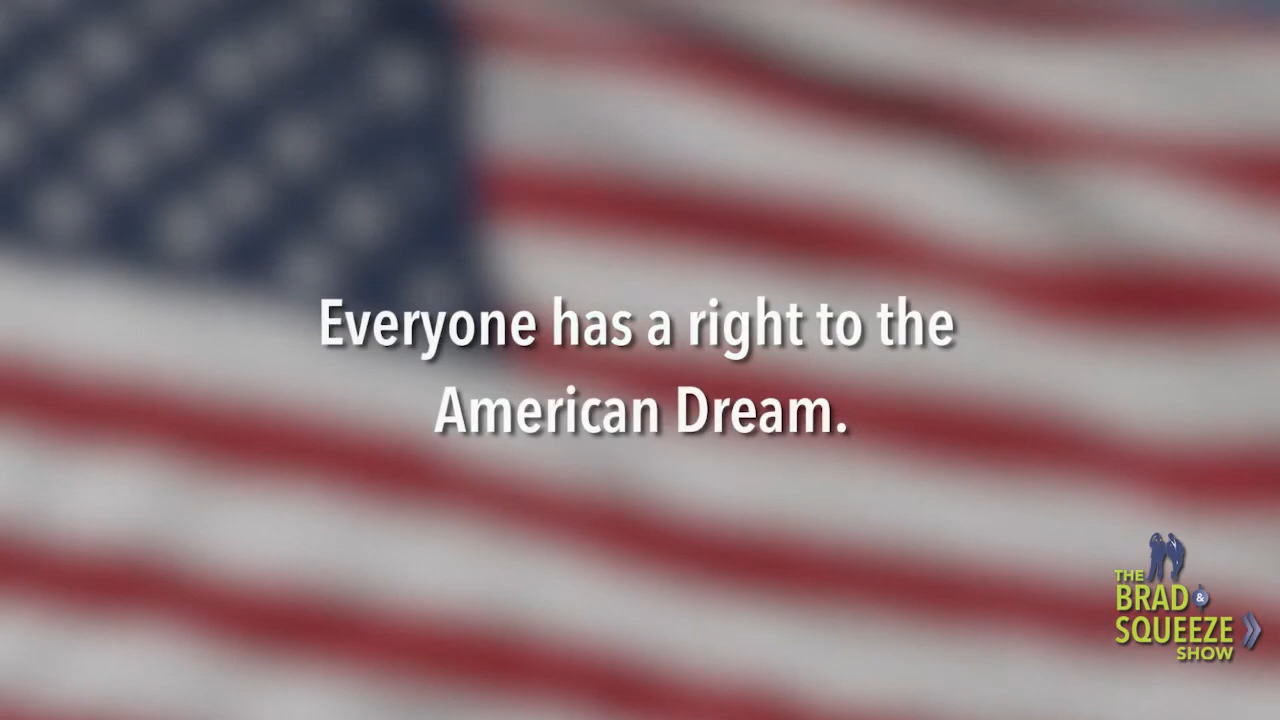 Everyone has a right to the
American Dream.
THE
BRAD &
SQUEEZE
SHOW